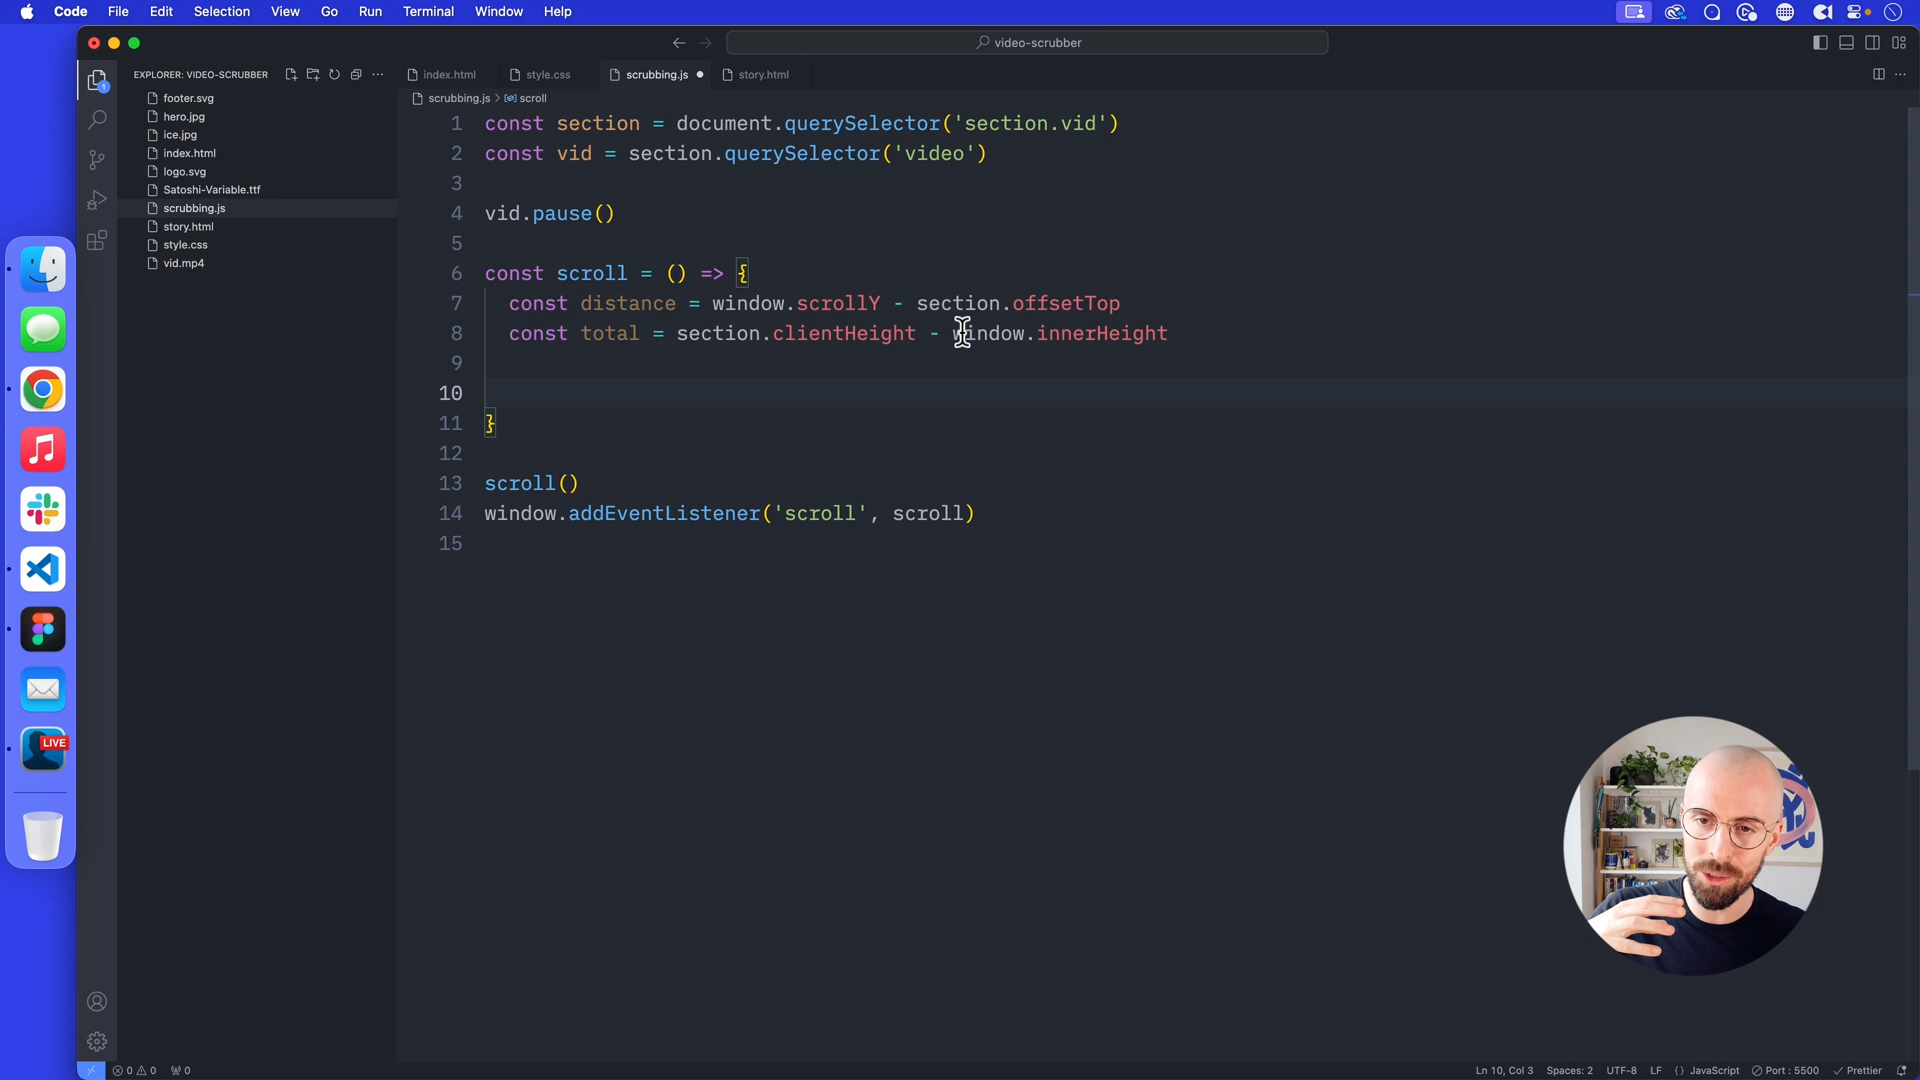 Code File Edit Selection View Go Run Terminal Window Help
video-scrubber
EXPLORER: VIDEO-SCRUBBER
footer.svg
hero.jpg
ice.jpg
index.html
logo.svg
Satoshi-Variable.ttf
scrubbing.js
story.html
style.css
vid.mp4
1
LIVE
index.html style.css scrubbing.js story.html
scrubbing.js > scroll
1 const section = document.querySelector('section.vid')
2 const vid = section.querySelector('video')
3
4 vid.pause()
5
6 const scroll = () => {
7 const distance = window.scrollY - section.offsetTop
8 const total = section.clientHeight - window.innerHeight
9
10
11 }
12
13 scroll()
14 window.addEventListener('scroll', scroll)
15
0 0 0
Ln 10, Col 3 Spaces: 2 UTF-8 LF {} JavaScript Port : 5500 Prettier